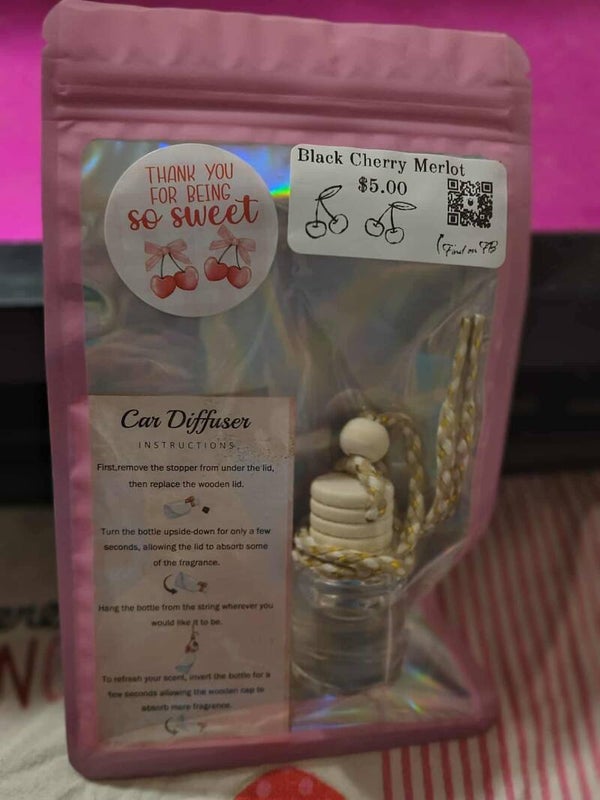 THANK YOU
FOR BEING
so sweet
Black Cherry Merlot
$5.00
Find on FB
Car Diffuser
INSTRUCTIONS
First,remove the stopper from under the lid,
then replace the wooden lid.
Turn the bottle upside-down for only a few
seconds, allowing the lid to absorb some
of the fragrance.
Hang the bottle from the string wherever you
would like it to be.
To refresh your scent, invert the bottle for a
few seconds allowing the wooden cap to
absorb more fragrance.